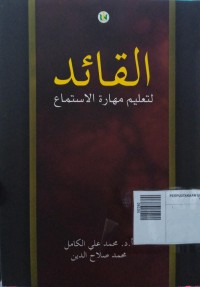 القائد
لتعليم مهارة الاستماع
أ.د. محمد علي الكامل
محمد صلاح الدين